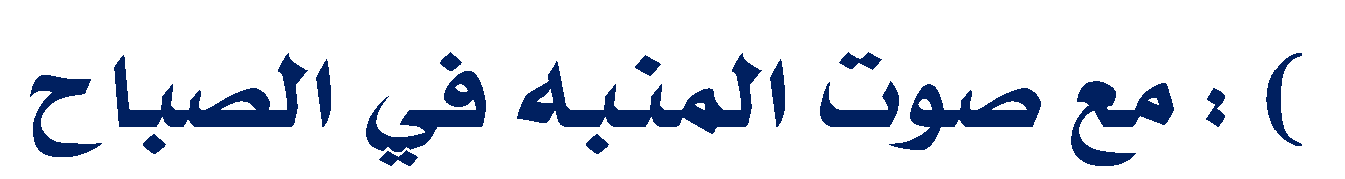 ) : مع صوت المنبه في الصباح